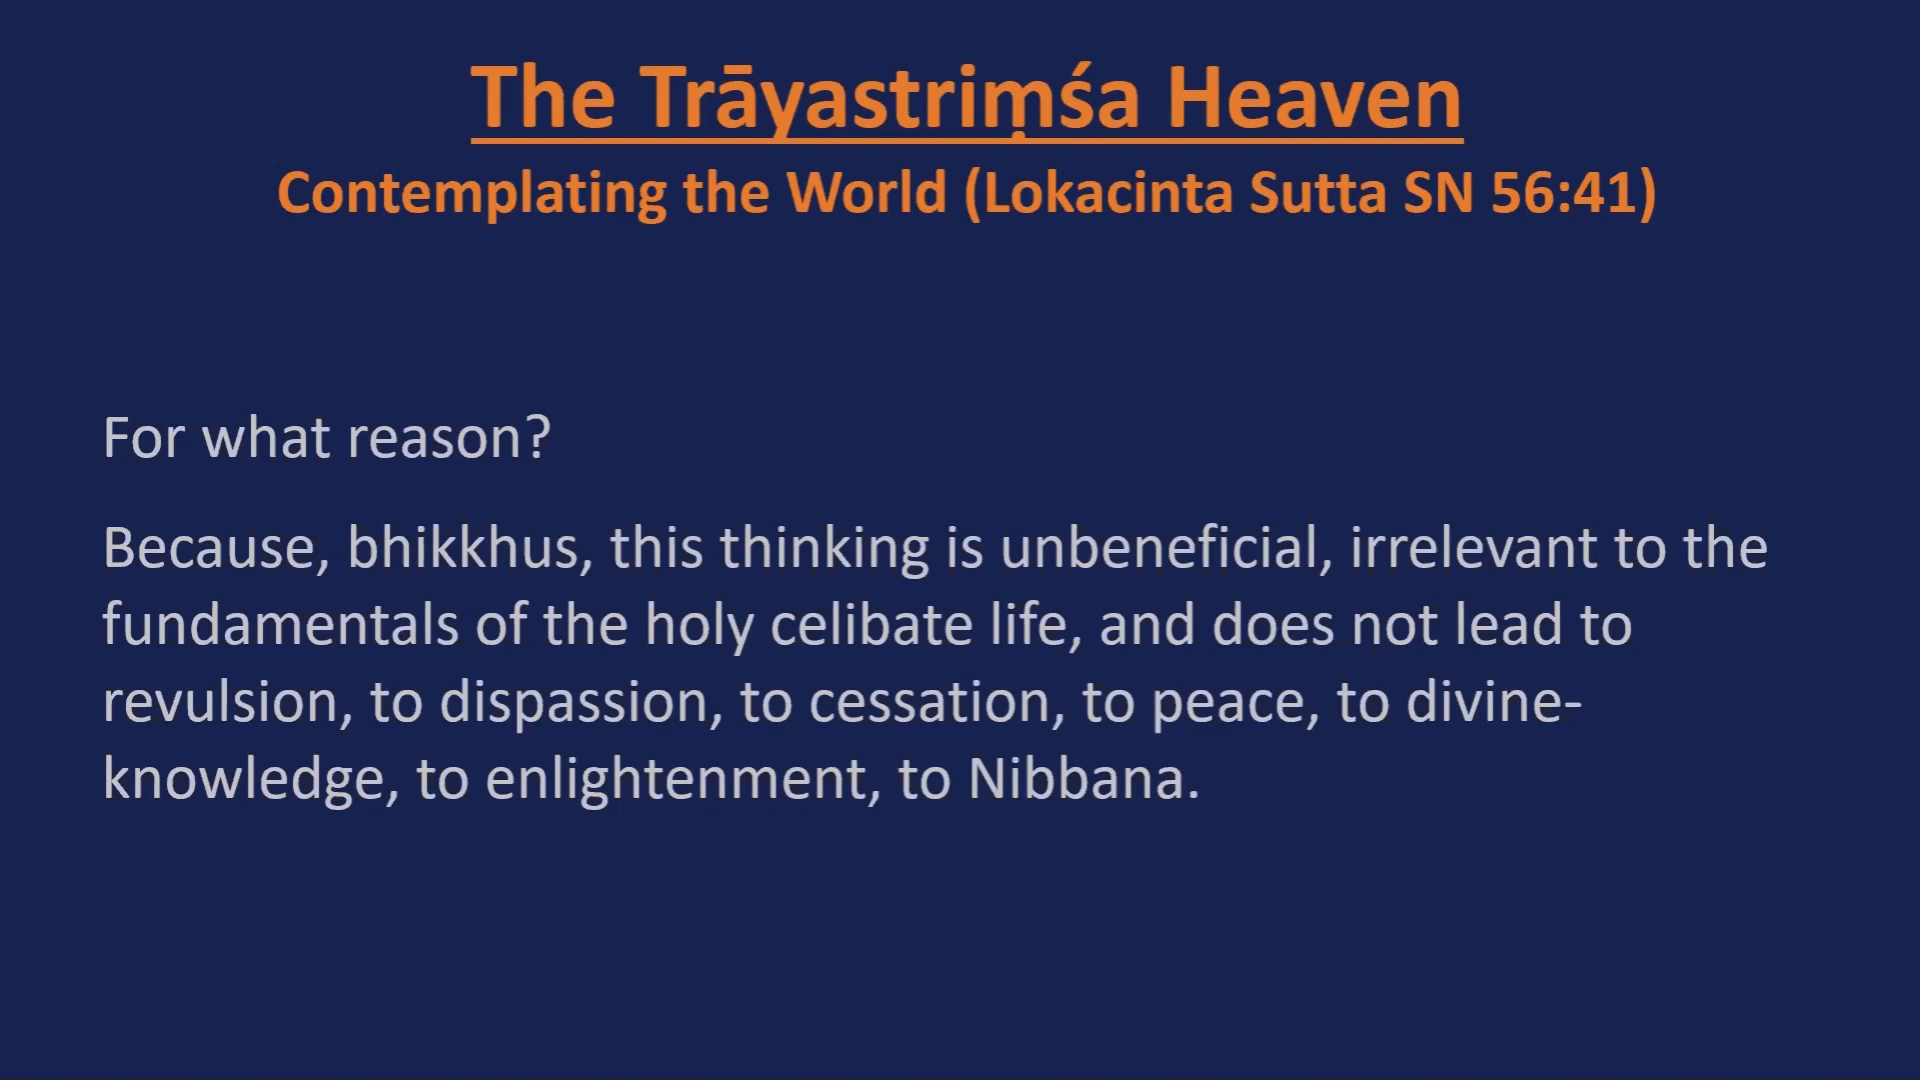 The Trāyastriṃśa Heaven
Contemplating the World (Lokacinta Sutta SN 56:41)
For what reason?
Because, bhikkhus, this thinking is unbeneficial, irrelevant to the
fundamentals of the holy celibate life, and does not lead to
revulsion, to dispassion, to cessation, to peace, to divine-
knowledge, to enlightenment, to Nibbana.